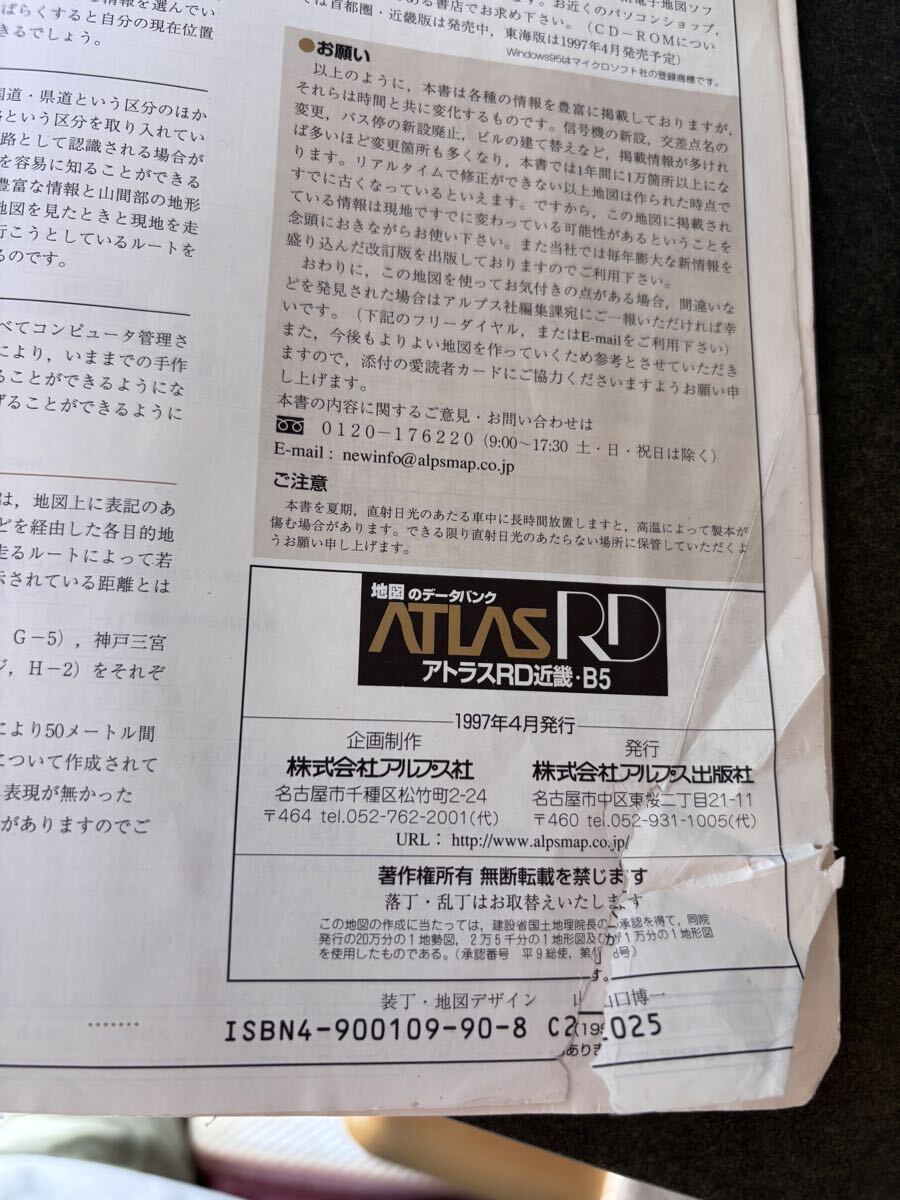 情報を選んでい
ばらくすると自分の現在位置
きるでしょう。
国道・県道という区分のほか
路という区分を取り入れてい
路として認識される場合が
を容易に知ることができる
豊富な情報と山間部の地形
地図を見たときと現地を走
行こうとしているルートを
るのです。
べてコンピュータ管理さ
により，いままでの手作
ることができるようにな
げることができるように
は，地図上に表記のあ
どを経由した各目的地
走るルートによって若
示されている距離とは
G-5），神戸三宮
ジ，H-2）をそれぞ
により50メートル間
について作成されて
表現が無かった
がありますのでご
電子地図ソフ
ある書店でお求め下さい。お近くのパソコンショップ，
は首都圏・近畿版は発売中，東海版は1997年4月発売予定）
（CD-ROMについ
Windows95はマイクロソフト社の登録商標です。
●お願い
以上のように，本書は各種の情報を豊富に掲載しておりますが，
それらは時間と共に変化するものです。信号機の新設，交差点名の
変更，バス停の新設廃止，ビルの建て替えなど，掲載情報が多けれ
ば多いほど変更箇所も多くなり，本書では1年間に1万箇所以上にな
ります。リアルタイムで修正ができない以上地図は作られた時点で
すでに古くなっているといえます。ですから，この地図に掲載され
ている情報は現地ですでに変わっている可能性があるということを
念頭におきながらお使い下さい。また当社では毎年膨大な新情報を
盛り込んだ改訂版を出版しておりますのでご利用下さい。
おわりに，この地図を使ってお気付きの点がある場合，間違いな
どを発見された場合はアルプス社編集課宛にご一報いただければ幸
いです。（下記のフリーダイヤル，またはE-mailをご利用下さい）
また，今後もよりよい地図を作っていくため参考とさせていただき
ますので，添付の愛読者カードにご協力くださいますようお願い申
し上げます。
本書の内容に関するご意見・お問い合わせは
0120-176220（9:00〜17:30 土・日・祝日は除く）
E-mail：newinfo@alpsmap.co.jp
ご注意
本書を夏期，直射日光のあたる車中に長時間放置しますと，高温によって製本が
傷む場合があります。できる限り直射日光のあたらない場所に保管していただくよ
うお願い申し上げます。
地図のデータバンク
ATLAS RD
アトラスRD近畿・B5
1997年4月発行
企画制作
株式会社アルプス社
名古屋市千種区松竹町2-24
〒464 tel.052-762-2001（代）
発行
株式会社アルプス出版社
名古屋市中区東桜二丁目21-11
〒460 tel.052-931-1005（代）
URL：http://www.alpsmap.co.jp/
著作権所有 無断転載を禁じます
落丁・乱丁はお取替えいたします
この地図の作成に当たっては，建設省国土地理院長の承認を得て，同院
発行の20万分の1地勢図，2万5千分の1地形図及び1万分の1地形図
を使用したものである。（承認番号 平9総使，第 号）
す。
装丁・地図デザイン 山口博一
ISBN4-900109-90-8 C2 025